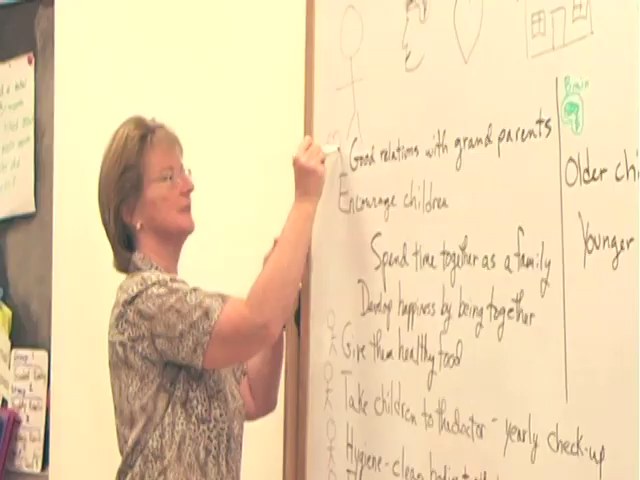 Good relations with grand parents
Encourage children
Spend time together as a family
Develop happiness by being together
Give them healthy food
Take children to the doctor - yearly check-up
Hygiene - clean
Brain
Older chi
Younger